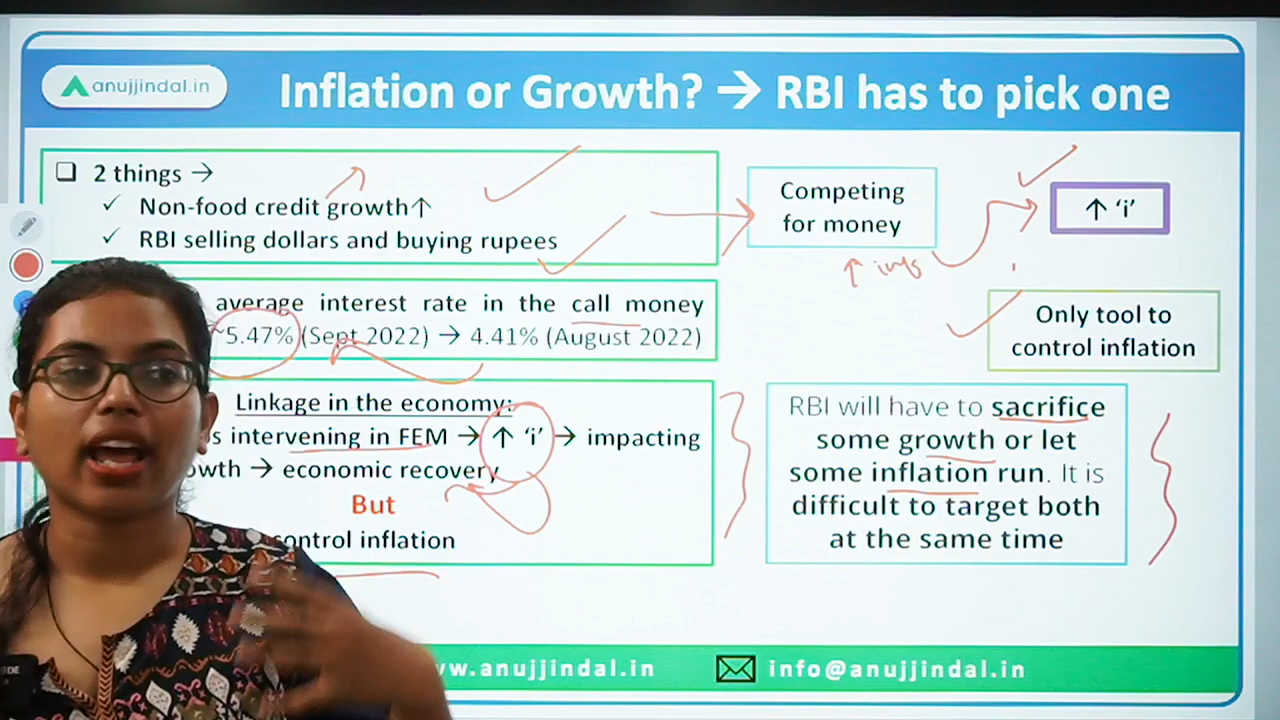 anujjindal.in
Inflation or Growth? → RBI has to pick one
❑ 2 things →
✓ Non-food credit growth↑
✓ RBI selling dollars and buying rupees
Competing
for money
↑ 'i'
average interest rate in the call money
5.47% (Sept 2022) → 4.41% (August 2022)
Only tool to
control inflation
Linkage in the economy:
intervening in FEM → ↑ 'i' → impacting
→ economic recovery
But
control inflation
RBI will have to sacrifice
some growth or let
some inflation run. It is
difficult to target both
at the same time
w.anujjindal.in
info@anujjindal.in